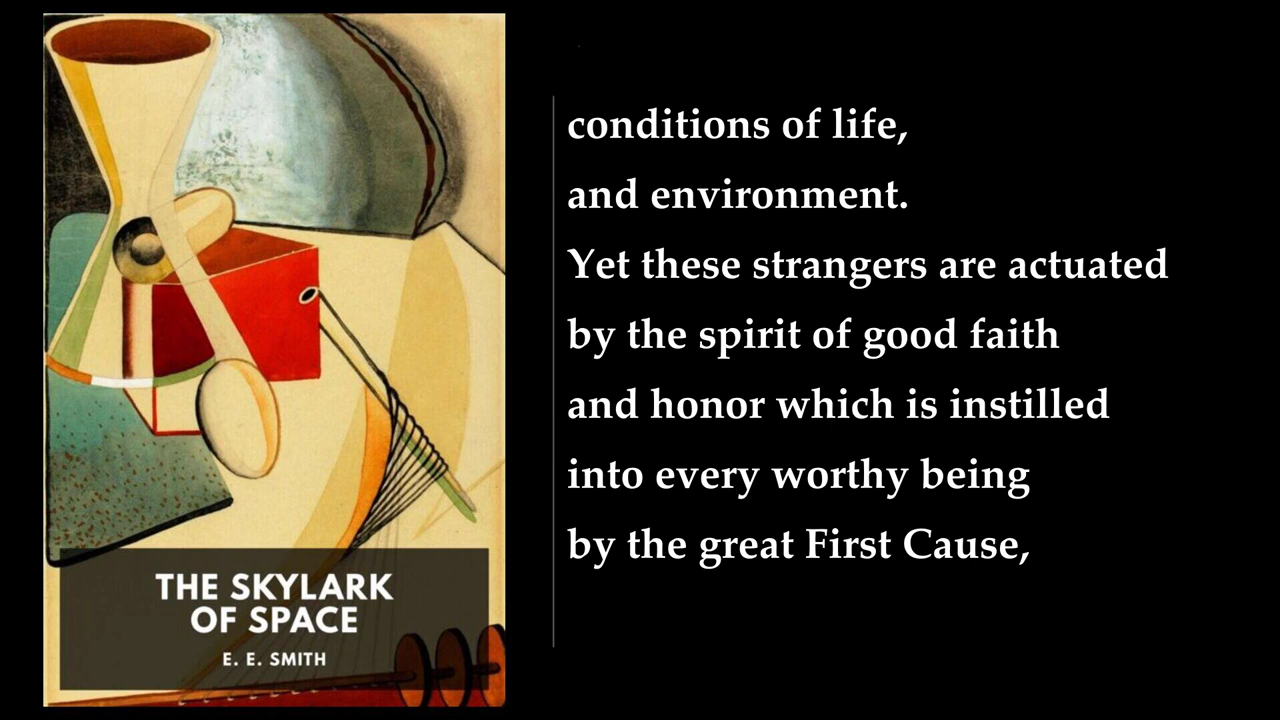 THE SKYLARK
OF SPACE
E. E. SMITH
conditions of life,
and environment.
Yet these strangers are actuated
by the spirit of good faith
and honor which is instilled
into every worthy being
by the great First Cause,